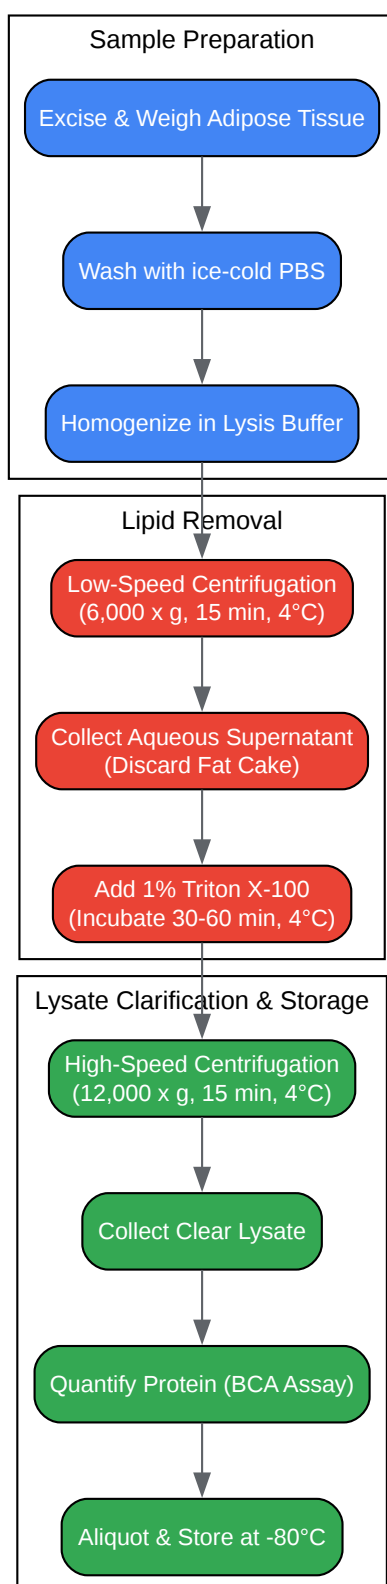 Sample Preparation
Excise & Weigh Adipose Tissue
Wash with ice-cold PBS
Homogenize in Lysis Buffer
Lipid Removal
Low-Speed Centrifugation
(6,000 x g, 15 min, 4°C)
Collect Aqueous Supernatant
(Discard Fat Cake)
Add 1% Triton X-100
(Incubate 30-60 min, 4°C)
Lysate Clarification & Storage
High-Speed Centrifugation
(12,000 x g, 15 min, 4°C)
Collect Clear Lysate
Quantify Protein (BCA Assay)
Aliquot & Store at -80°C